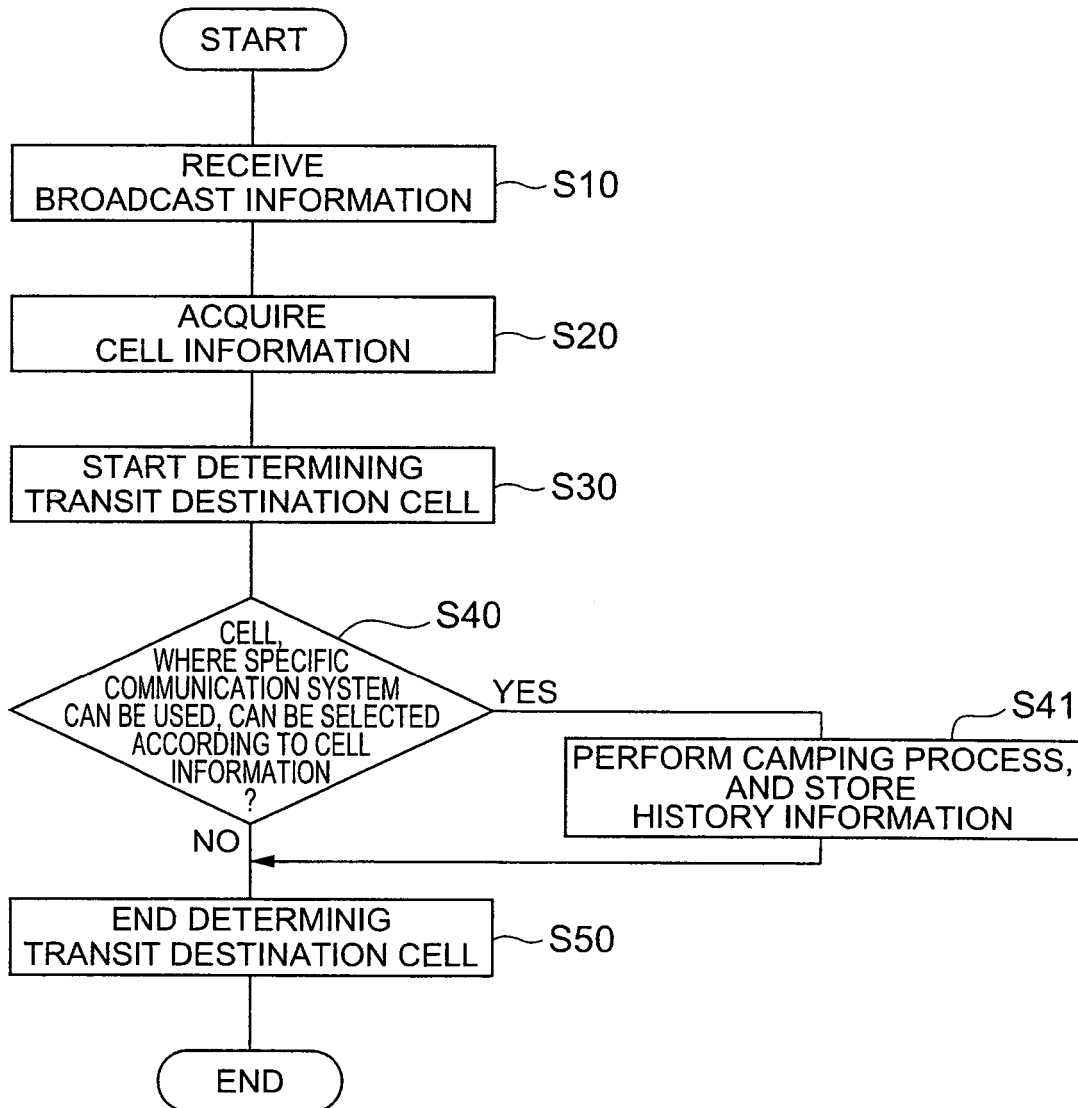 START
RECEIVE
BROADCAST INFORMATION
S10
ACQUIRE
CELL INFORMATION
S20
START DETERMINING
TRANSIT DESTINATION CELL
S30
S40
CELL,
WHERE SPECIFIC
COMMUNICATION SYSTEM
CAN BE USED, CAN BE SELECTED
ACCORDING TO CELL
INFORMATION
?
YES
S41
PERFORM CAMPING PROCESS,
AND STORE
HISTORY INFORMATION
NO
END DETERMINIG
TRANSIT DESTINATION CELL
S50
END